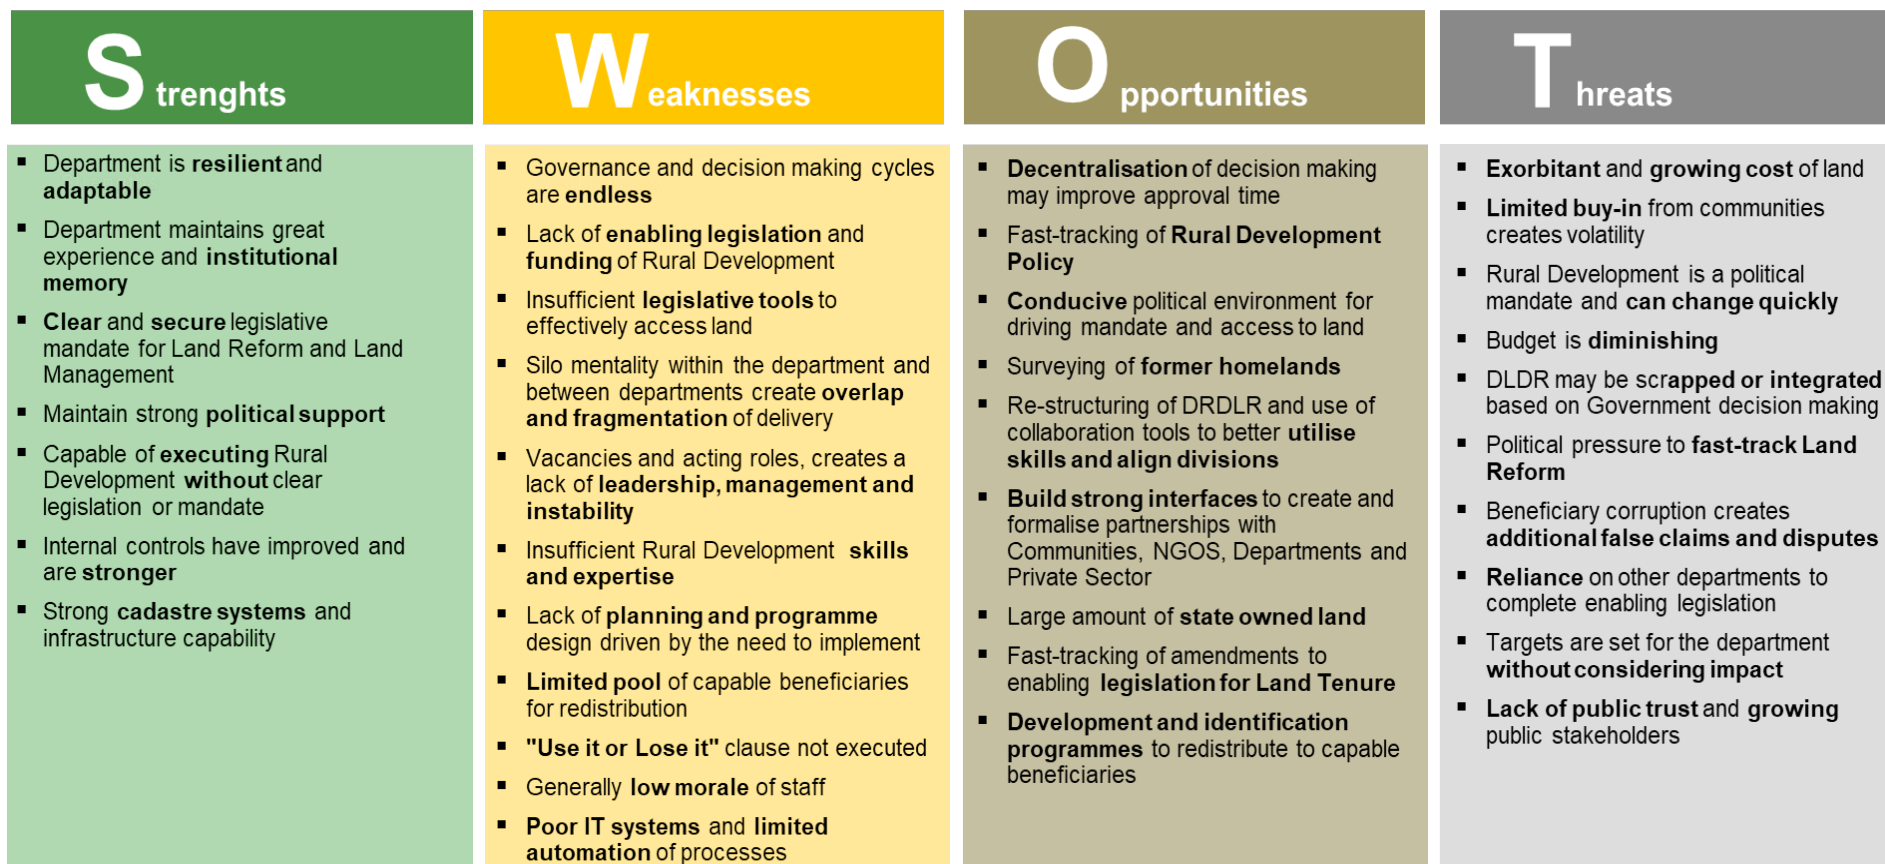 Strenghts
Department is resilient and
adaptable
Department maintains great
experience and institutional
memory
Clear and secure legislative
mandate for Land Reform and Land
Management
Maintain strong political support
Capable of executing Rural
Development without clear
legislation or mandate
Internal controls have improved and
are stronger
Strong cadastre systems and
infrastructure capability
Weaknesses
Governance and decision making cycles
are endless
Lack of enabling legislation and
funding of Rural Development
Insufficient legislative tools to
effectively access land
Silo mentality within the department and
between departments create overlap
and fragmentation of delivery
Vacancies and acting roles, creates a
lack of leadership, management and
instability
Insufficient Rural Development skills
and expertise
Lack of planning and programme
design driven by the need to implement
Limited pool of capable beneficiaries
for redistribution
"Use it or Lose it" clause not executed
Generally low morale of staff
Poor IT systems and limited
automation of processes
Opportunities
Decentralisation of decision making
may improve approval time
Fast-tracking of Rural Development
Policy
Conducive political environment for
driving mandate and access to land
Surveying of former homelands
Re-structuring of DRDLR and use of
collaboration tools to better utilise
skills and align divisions
Build strong interfaces to create and
formalise partnerships with
Communities, NGOS, Departments and
Private Sector
Large amount of state owned land
Fast-tracking of amendments to
enabling legislation for Land Tenure
Development and identification
programmes to redistribute to capable
beneficiaries
Threats
Exorbitant and growing cost of land
Limited buy-in from communities
creates volatility
Rural Development is a political
mandate and can change quickly
Budget is diminishing
DLDR may be scrapped or integrated
based on Government decision making
Political pressure to fast-track Land
Reform
Beneficiary corruption creates
additional false claims and disputes
Reliance on other departments to
complete enabling legislation
Targets are set for the department
without considering impact
Lack of public trust and growing
public stakeholders